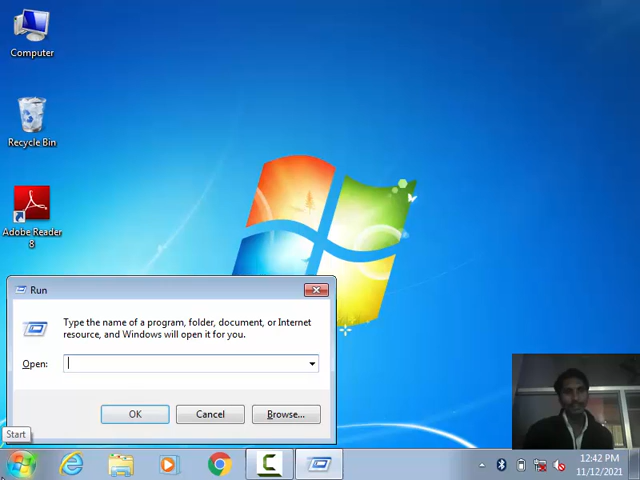 Computer
Recycle Bin
Adobe Reader
8
Run
Type the name of a program, folder, document, or Internet
resource, and Windows will open it for you.
Open:
OK
Cancel
Browse...
Start
12:42 PM
11/12/2021